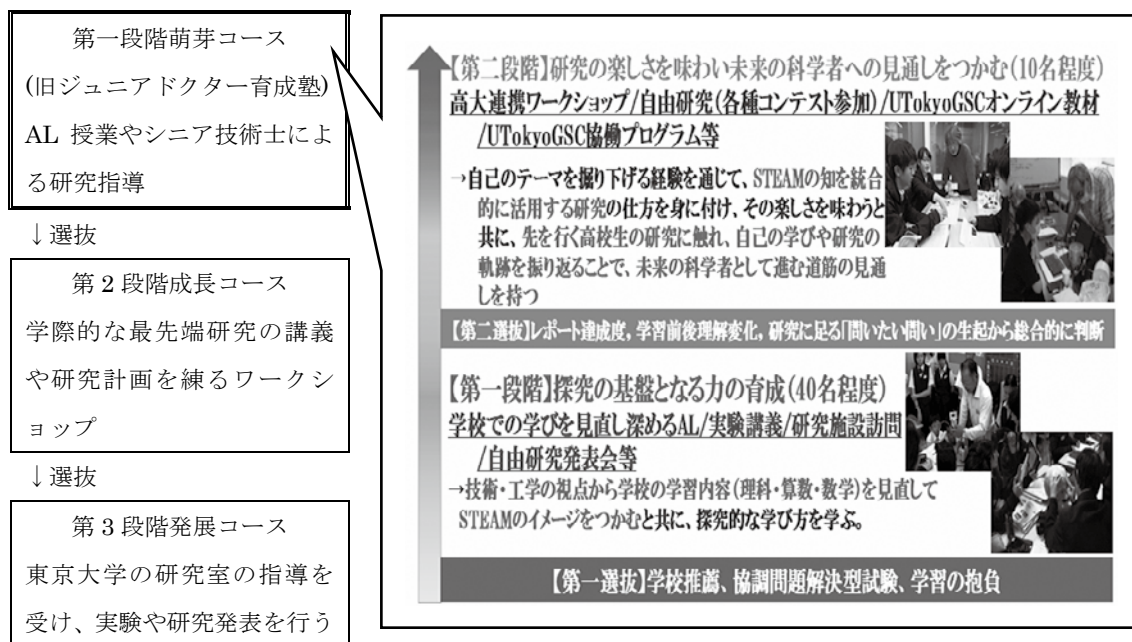 第一段階萌芽コース
(旧ジュニアドクター育成塾)
AL 授業やシニア技術士によ
る研究指導
↓選抜
第 2 段階成長コース
学際的な最先端研究の講義
や研究計画を練るワークシ
ョップ
↓選抜
第 3 段階発展コース
東京大学の研究室の指導を
受け、実験や研究発表を行う
【第二段階】研究の楽しさを味わい未来の科学者への見通しをつかむ(10名程度)
高大連携ワークショップ/自由研究(各種コンテスト参加)/UTokyoGSCオンライン教材
/UTokyoGSC協働プログラム等
→自己のテーマを掘り下げる経験を通じて、STEAMの知を統合
的に活用する研究の仕方を身に付け、その楽しさを味わうと
共に、先を行く高校生の研究に触れ、自己の学びや研究の
軌跡を振り返ることで、未来の科学者として進む道筋の見通
しを持つ
【第二選抜】レポート達成度，学習前後理解変化，研究に足る「問いたい問い」の生起から総合的に判断
【第一段階】探究の基盤となる力の育成(40名程度)
学校での学びを見直し深めるAL/実験講義/研究施設訪問
/自由研究発表会等
→技術・工学の視点から学校の学習内容(理科・算数・数学)を見直して
STEAMのイメージをつかむと共に、探究的な学び方を学ぶ。
【第一選抜】学校推薦、協調問題解決型試験、学習の抱負